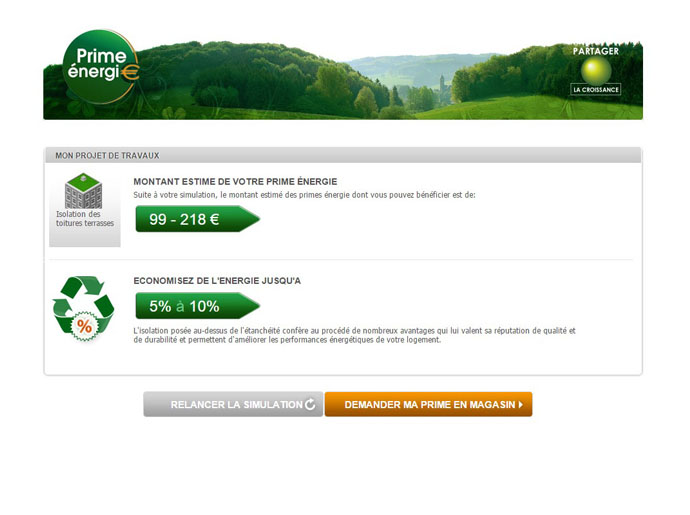 Prime
énergi€
PARTAGER
LA CROISSANCE
MON PROJET DE TRAVAUX
Isolation des
toitures terrasses
MONTANT ESTIME DE VOTRE PRIME ÉNERGIE
Suite à votre simulation, le montant estimé des primes énergie dont vous pouvez bénéficier est de:
99 - 218 €
ECONOMISEZ DE L'ENERGIE JUSQU'A
5% à 10%
%
L'isolation posée au-dessus de l'étanchéité confère au procédé de nombreux avantages qui lui valent sa réputation de qualité et
de durabilité et permettent d'améliorer les performances énergétiques de votre logement.
RELANCER LA SIMULATION
DEMANDER MA PRIME EN MAGASIN